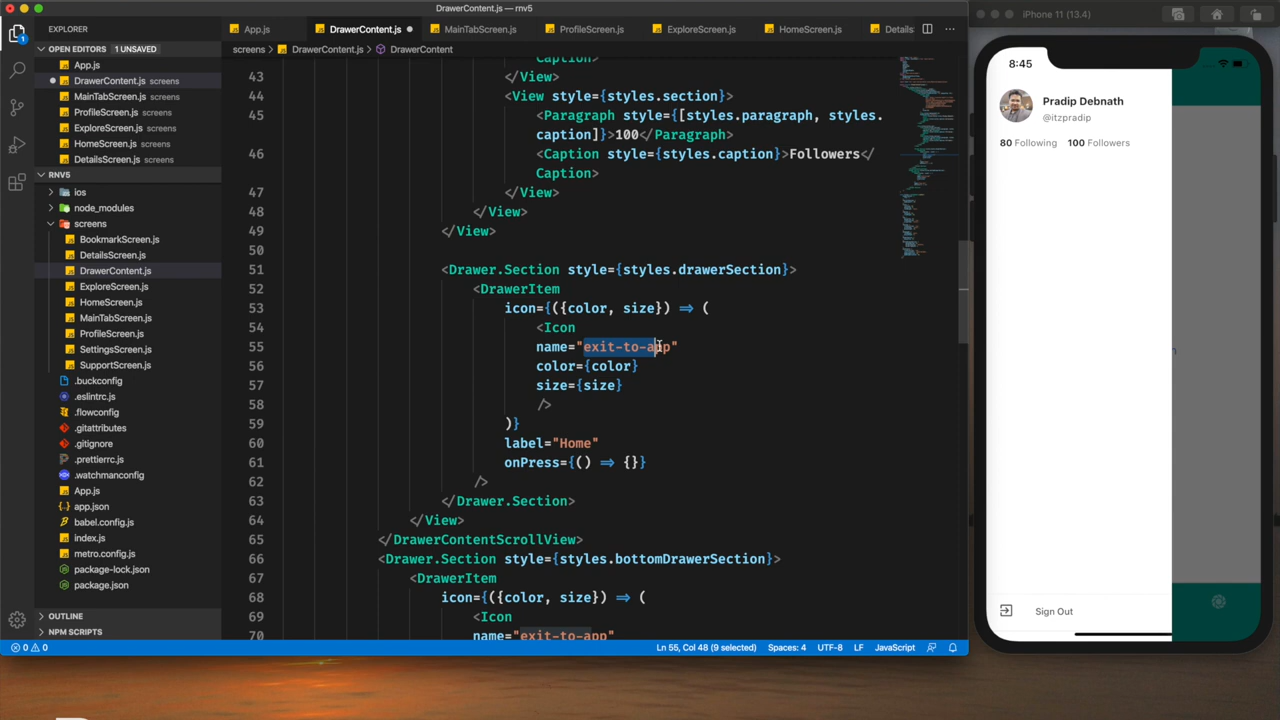 DrawerContent.js — rnv5
EXPLORER
App.js
DrawerContent.js
MainTabScreen.js
ProfileScreen.js
ExploreScreen.js
HomeScreen.js
Details
OPEN EDITORS 1 UNSAVED
App.js
DrawerContent.js screens
MainTabScreen.js screens
ProfileScreen.js screens
ExploreScreen.js screens
HomeScreen.js screens
DetailsScreen.js screens
RNV5
ios
node_modules
screens
BookmarkScreen.js
DetailsScreen.js
DrawerContent.js
ExploreScreen.js
HomeScreen.js
MainTabScreen.js
ProfileScreen.js
SettingsScreen.js
SupportScreen.js
.buckconfig
.eslintrc.js
.flowconfig
.gitattributes
.gitignore
.prettierrc.js
.watchmanconfig
App.js
app.json
babel.config.js
index.js
metro.config.js
package-lock.json
package.json
OUTLINE
NPM SCRIPTS
screens > DrawerContent.js > DrawerContent
Caption>
43 </View>
44 <View style={styles.section}>
45 <Paragraph style={[styles.paragraph, styles.
caption]}>100</Paragraph>
46 <Caption style={styles.caption}>Followers</
Caption>
47 </View>
48 </View>
49 </View>
50
51 <Drawer.Section style={styles.drawerSection}>
52 <DrawerItem
53 icon={({color, size}) => (
54 <Icon
55 name="exit-to-app"
56 color={color}
57 size={size}
58 />
59 )}
60 label="Home"
61 onPress={() => {}}
62 />
63 </Drawer.Section>
64 </View>
65 </DrawerContentScrollView>
66 <Drawer.Section style={styles.bottomDrawerSection}>
67 <DrawerItem
68 icon={({color, size}) => (
69 <Icon
70 name="exit-to-app"
0 0
Ln 55, Col 48 (9 selected)
Spaces: 4
UTF-8
LF
JavaScript
iPhone 11 (13.4)
8:45
Pradip Debnath
@itzpradip
80 Following 100 Followers
Sign Out